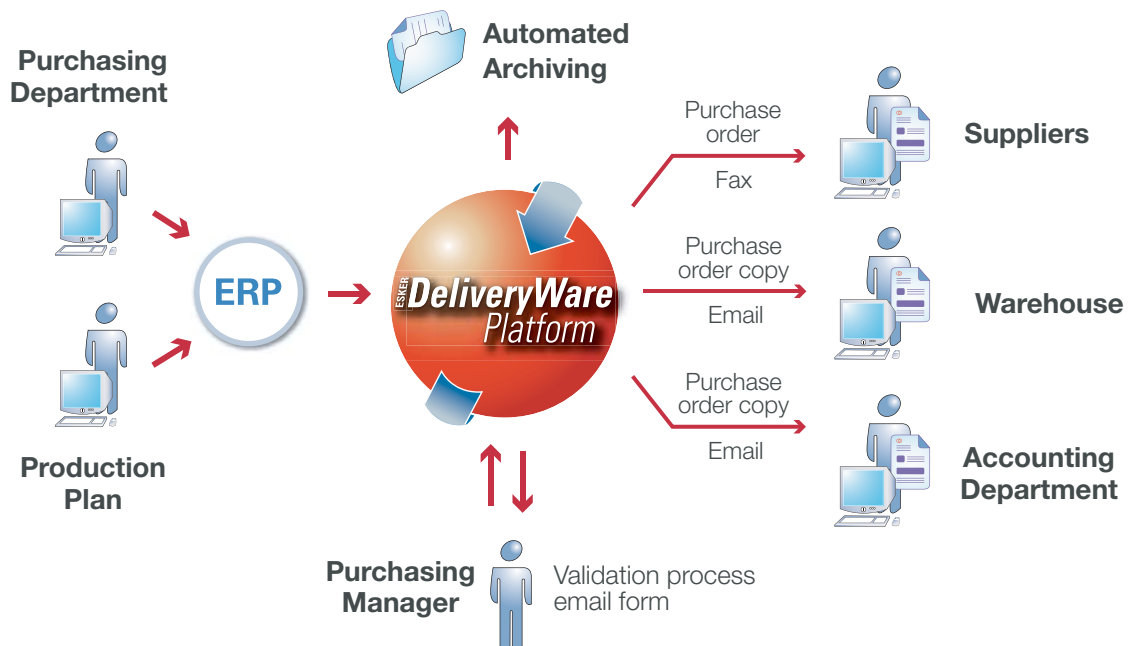 Purchasing
Department
Production
Plan
ERP
Automated
Archiving
ESKER
DeliveryWare
Platform
Purchasing
Manager
Validation process
email form
Purchase
order
Fax
Suppliers
Purchase
order copy
Email
Warehouse
Purchase
order copy
Email
Accounting
Department